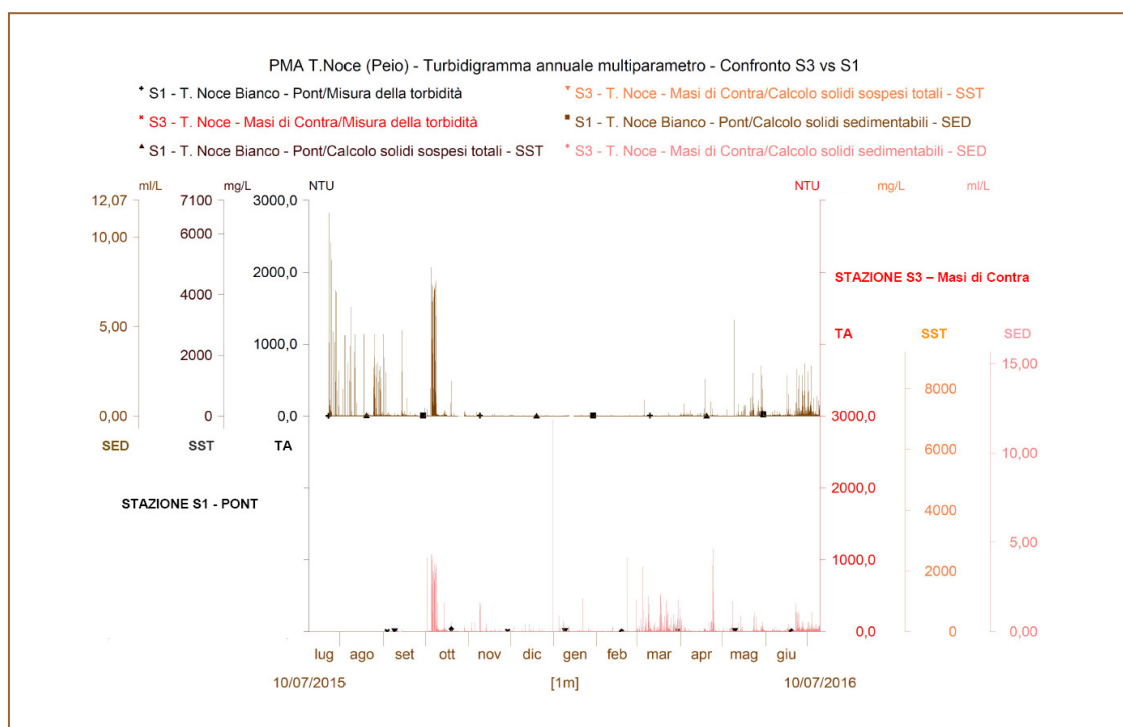 PMA T.Noce (Peio) - Turbidigramma annuale multiparametro - Confronto S3 vs S1
S1 - T. Noce Bianco - Pont/Misura della torbidità
S3 - T. Noce - Masi di Contra/Calcolo solidi sospesi totali - SST
S3 - T. Noce - Masi di Contra/Misura della torbidità
S1 - T. Noce Bianco - Pont/Calcolo solidi sedimentabili - SED
S1 - T. Noce Bianco - Pont/Calcolo solidi sospesi totali - SST
S3 - T. Noce - Masi di Contra/Calcolo solidi sedimentabili - SED
ml/L mg/L NTU NTU mg/L ml/L
12,07 7100 3000,0
10,00 6000
2000,0
STAZIONE S3 – Masi di Contra
4000
5,00 2000 1000,0
TA SST SED
15,00
8000
0,00 0 0,0 3000,0
SED SST TA
6000 10,00
2000,0
STAZIONE S1 - PONT
4000
5,00
1000,0
2000
0,0 0 0,00
lug ago set ott nov dic gen feb mar apr mag giu
10/07/2015 [1m] 10/07/2016